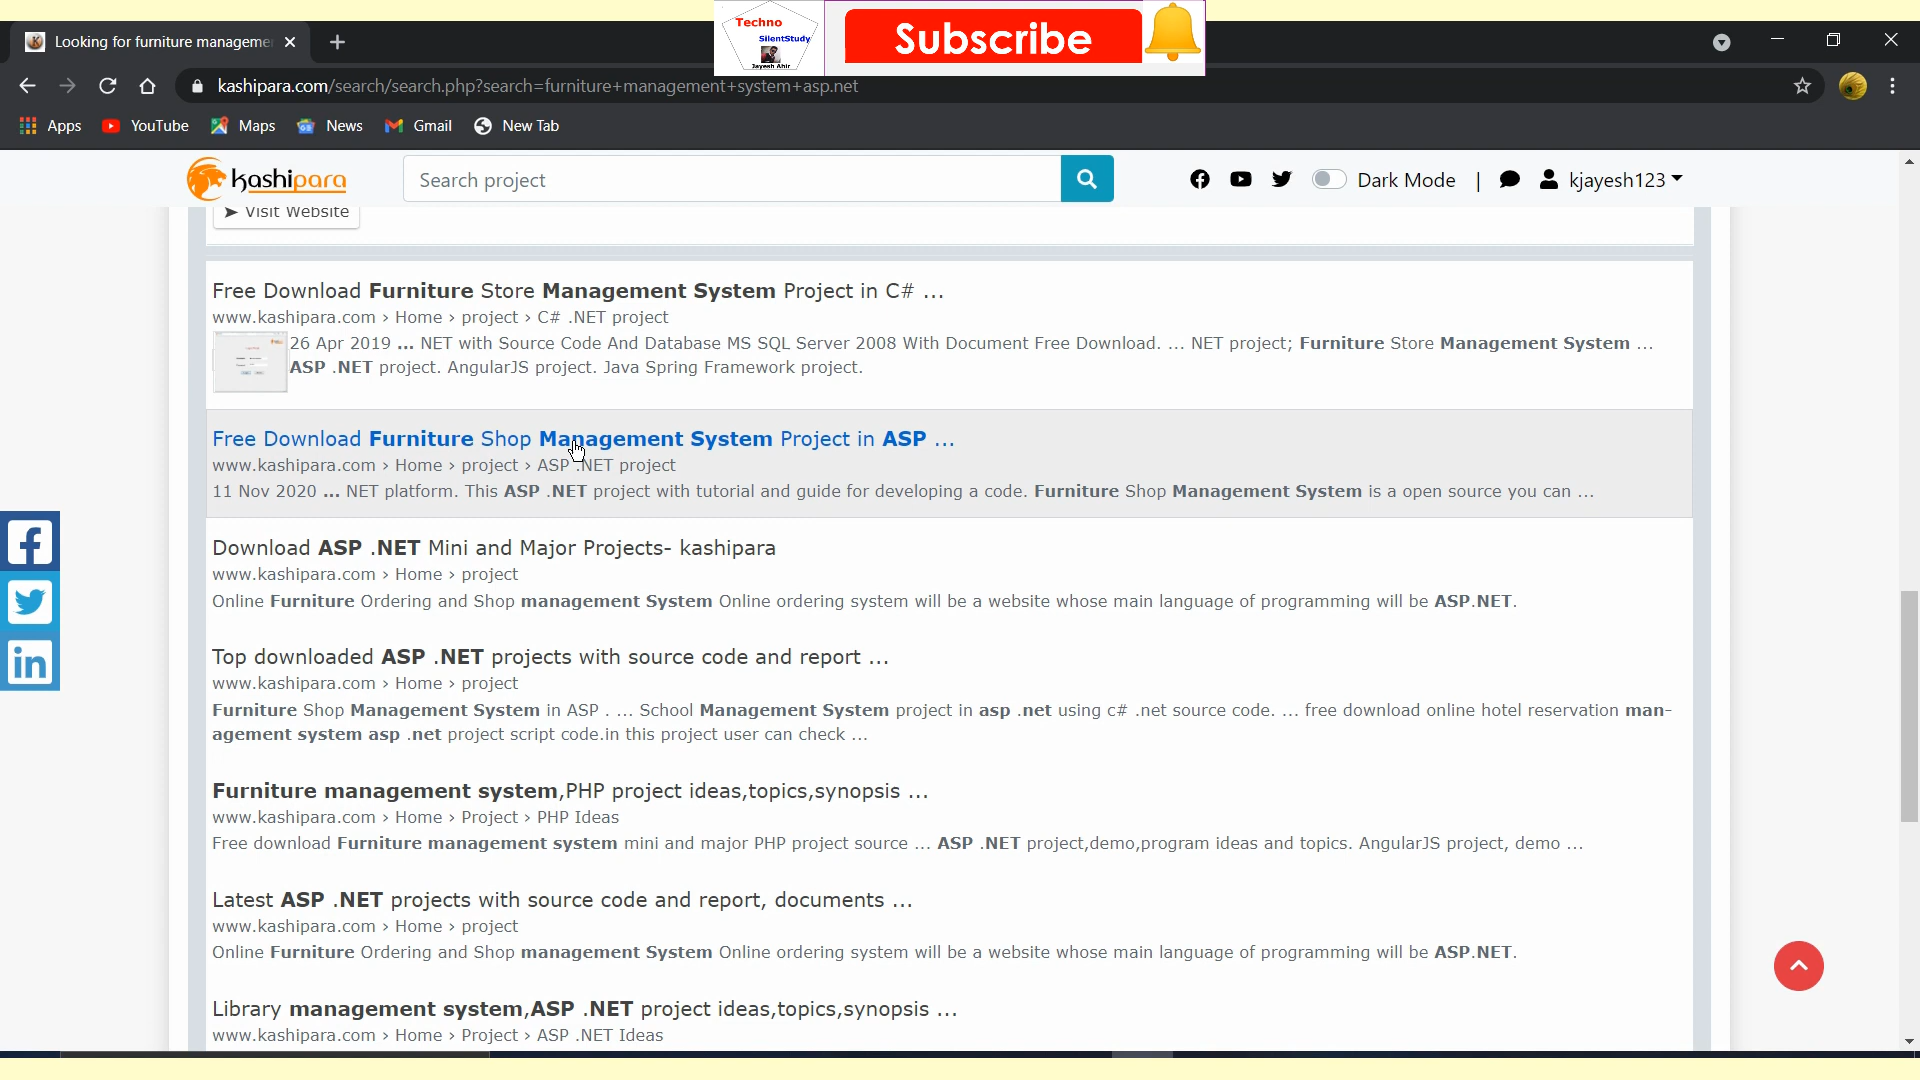 Techno
SilentStudy
Jayesh Ahir
Subscribe
Looking for furniture manageme
kashipara.com/search/search.php?search=furniture+management+system+asp.net
Apps YouTube Maps News Gmail New Tab
kashipara Search project Dark Mode | kjayesh123
➤ Visit Website
Free Download Furniture Store Management System Project in C# ...
www.kashipara.com › Home › project › C# .NET project
26 Apr 2019 ... NET with Source Code And Database MS SQL Server 2008 With Document Free Download. ... NET project; Furniture Store Management System ...
ASP .NET project. AngularJS project. Java Spring Framework project.
Free Download Furniture Shop Management System Project in ASP ...
www.kashipara.com › Home › project › ASP .NET project
11 Nov 2020 ... NET platform. This ASP .NET project with tutorial and guide for developing a code. Furniture Shop Management System is a open source you can ...
Download ASP .NET Mini and Major Projects- kashipara
www.kashipara.com › Home › project
Online Furniture Ordering and Shop management System Online ordering system will be a website whose main language of programming will be ASP.NET.
Top downloaded ASP .NET projects with source code and report ...
www.kashipara.com › Home › project
Furniture Shop Management System in ASP . ... School Management System project in asp .net using c# .net source code. ... free download online hotel reservation man-
agement system asp .net project script code.in this project user can check ...
Furniture management system,PHP project ideas,topics,synopsis ...
www.kashipara.com › Home › Project › PHP Ideas
Free download Furniture management system mini and major PHP project source ... ASP .NET project,demo,program ideas and topics. AngularJS project, demo ...
Latest ASP .NET projects with source code and report, documents ...
www.kashipara.com › Home › project
Online Furniture Ordering and Shop management System Online ordering system will be a website whose main language of programming will be ASP.NET.
Library management system,ASP .NET project ideas,topics,synopsis ...
www.kashipara.com › Home › Project › ASP .NET Ideas